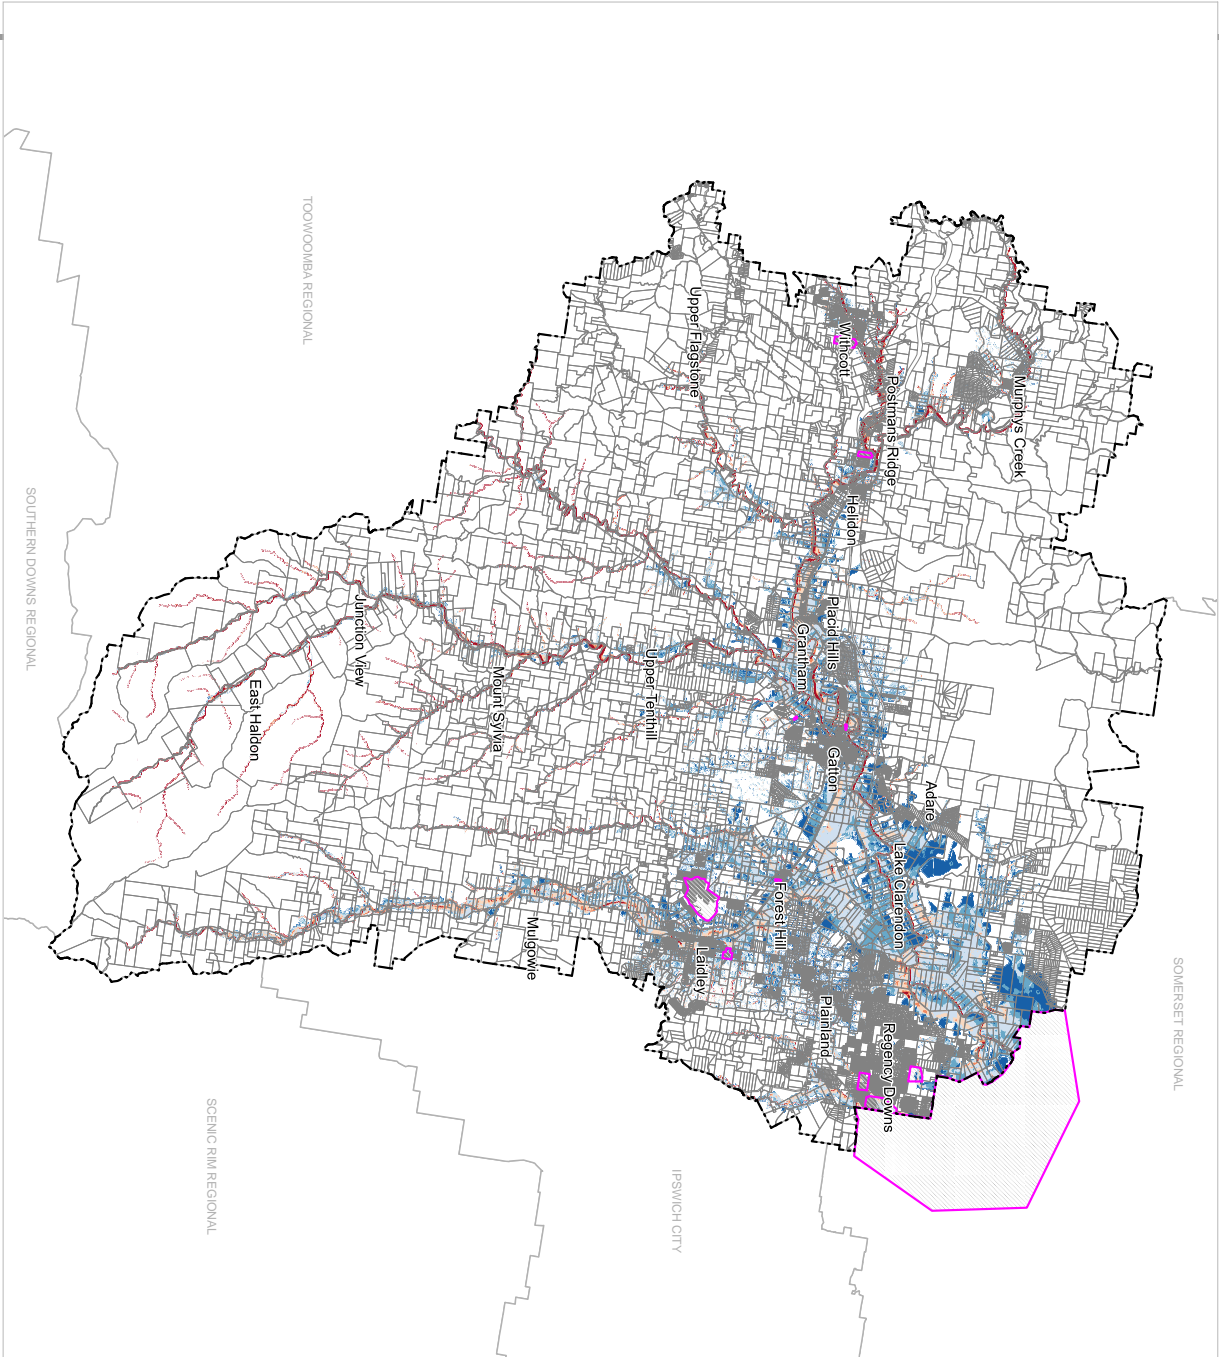 SOMERSET REGIONAL
Murphys Creek
Adare
Postmans Ridge
Lake Clarendon
Regency Downs
Withcott
Helidon
Placid Hills
Gatton
Plainland
Grantham
Forest Hill
Upper Flagstone
Laidley
IPSWICH CITY
Upper Tenthill
Mulgowie
Mount Sylvia
Junction View
TOOWOOMBA REGIONAL
East Haldon
SCENIC RIM REGIONAL
SOUTHERN DOWNS REGIONAL